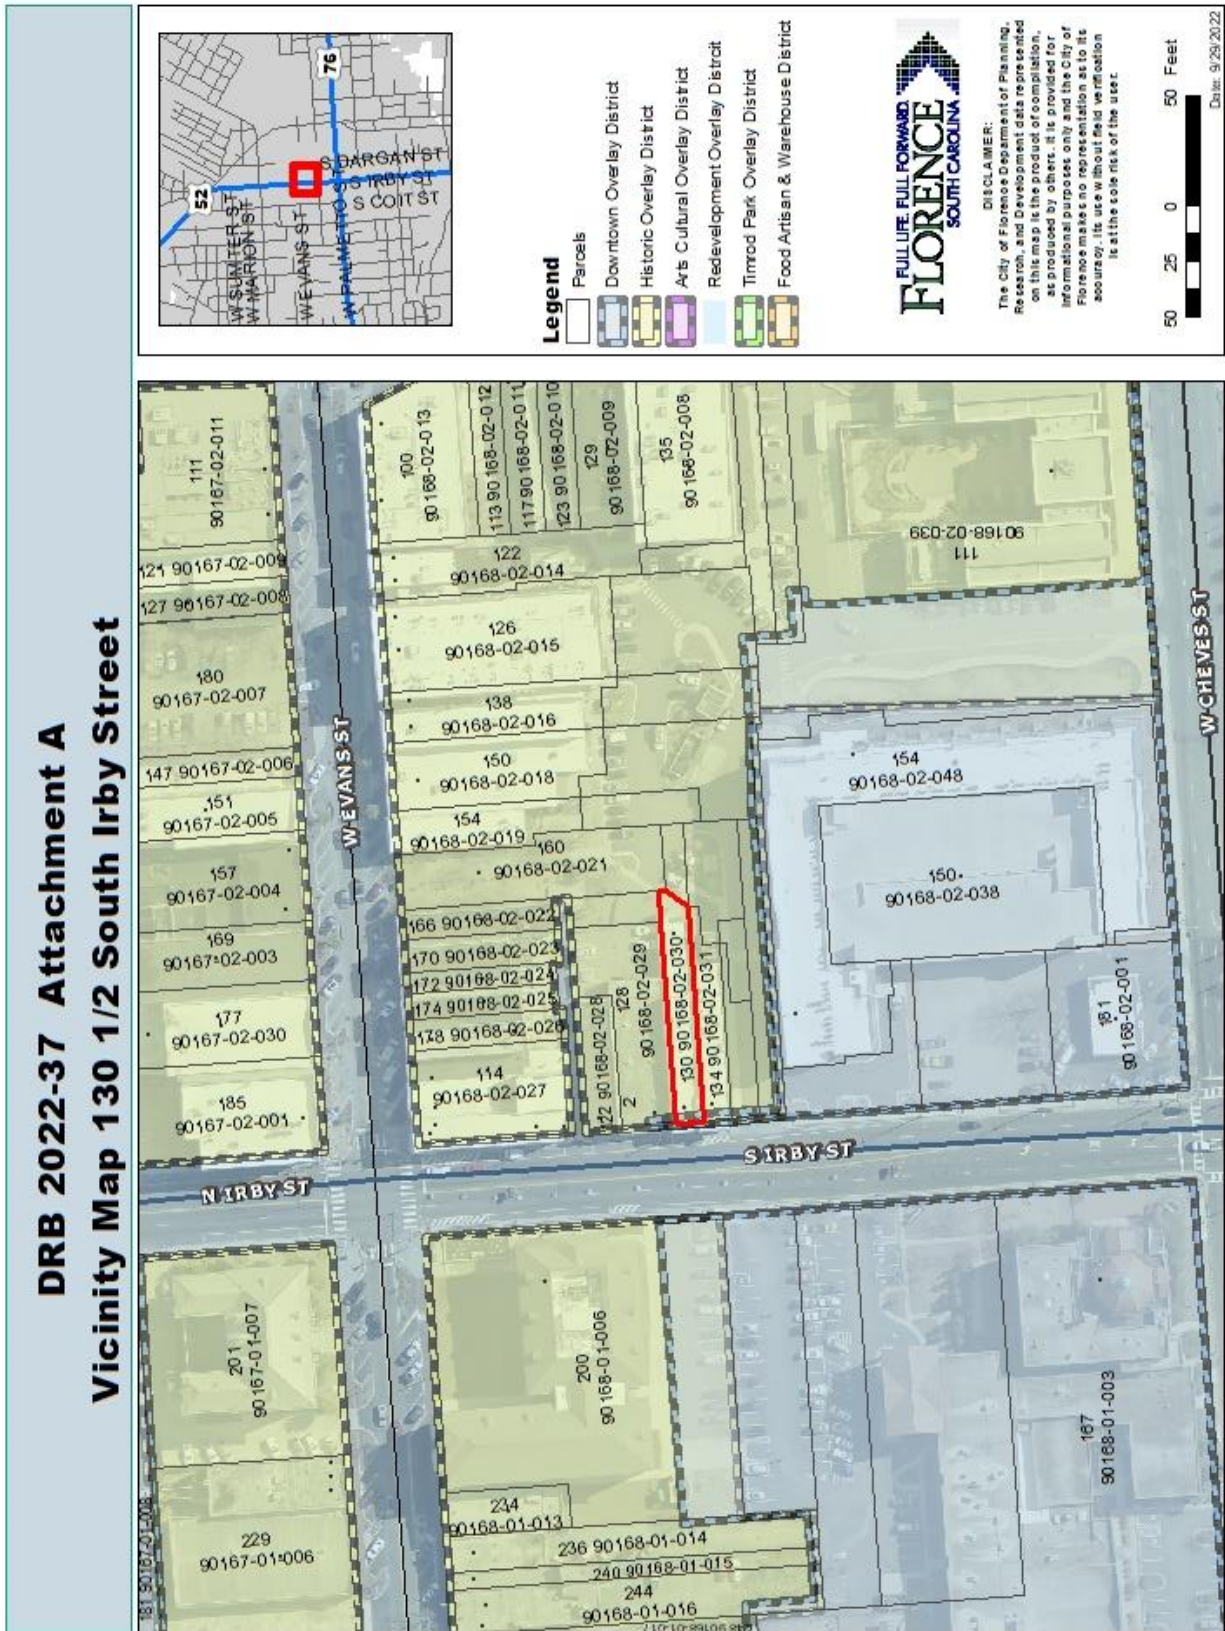 DRB 2022-37 Attachment A
Vicinity Map 130 1/2 South Irby Street
181 90167-01-008
229
90167-01-006
201
90167-01-007
N IRBY ST
185
90167-02-001
177
90167-02-030
169
90167-02-003
157
90167-02-004
151
90167-02-005
147 90167-02-006
180
90167-02-007
127 90167-02-008
121 90167-02-009
111
90167-02-011
W EVANS ST
244
90168-01-016
240 90168-01-015
236 90168-01-014
234
90168-01-013
200
90168-01-006
167
90168-01-003
S IRBY ST
114
90168-02-027
178 90168-02-026
174 90168-02-025
172 90168-02-024
170 90168-02-023
166 90168-02-022
160
90168-02-021
154
90168-02-019
150
90168-02-018
138
90168-02-016
126
90168-02-015
122
90168-02-014
100
90168-02-013
113 90168-02-012
117 90168-02-011
123 90168-02-010
129
90168-02-009
135
90168-02-008
22 90168-02-028
2
128
90168-02-029
130 90168-02-030
134 90168-02-031
111
90168-02-039
154
90168-02-048
150
90168-02-038
181
90168-02-001
W CHEVES ST
52
76
W SUMTER ST
W MARION ST
W EVANS ST
W PALMETTO ST
S DARGAN ST
S IRBY ST
S COIT ST
Legend
Parcels
Downtown Overlay District
Historic Overlay District
Arts Cultural Overlay District
Redevelopment Overlay Distrcit
Timrod Park Overlay District
Food Artisan & Warehouse District
FULL LIFE. FULL FORWARD.
FLORENCE
SOUTH CAROLINA
DISCLAIMER:
The City of Florence Deparment of Planning,
Research, and Development data represented
on this map is the product of compilation,
as produced by others. It is provided for
informational purposes only and the City of
Florence makes no representation as to its
accuracy. Its use without field verification
is at the sole risk of the user.
50 25 0 50 Feet
Date: 9/29/2022